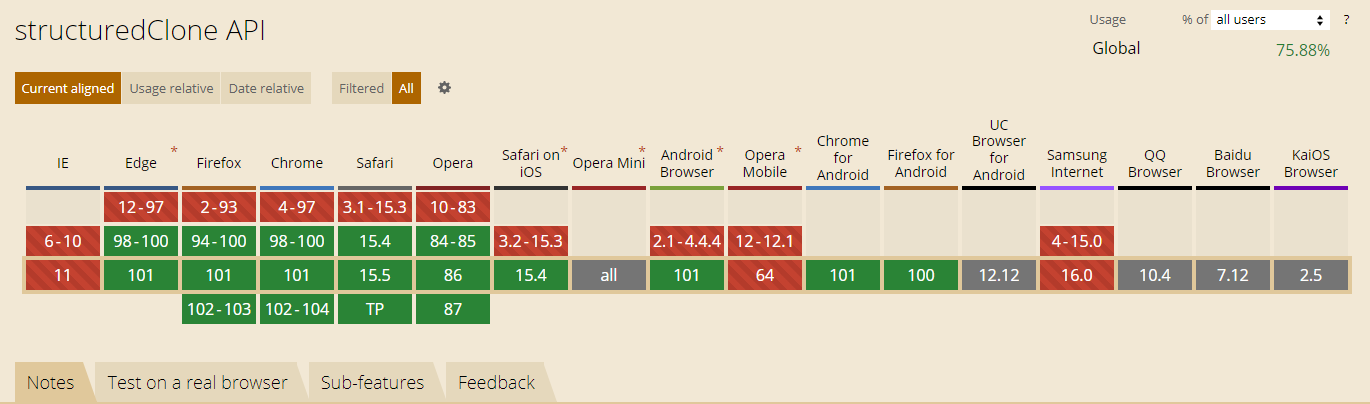 structuredClone API
Usage % of all users ?
Global 75.88%
Current aligned Usage relative Date relative Filtered All
IE Edge * Firefox Chrome Safari Opera Safari on iOS * Opera Mini * Android Browser * Opera Mobile * Chrome for Android Firefox for Android UC Browser for Android Samsung Internet QQ Browser Baidu Browser KaiOS Browser
12-97 2-93 4-97 3.1-15.3 10-83
6-10 98-100 94-100 98-100 15.4 84-85 3.2-15.3 2.1-4.4.4 12-12.1 4-15.0
11 101 101 101 15.5 86 15.4 all 101 64 101 100 12.12 16.0 10.4 7.12 2.5
102-103 102-104 TP 87
Notes Test on a real browser Sub-features Feedback